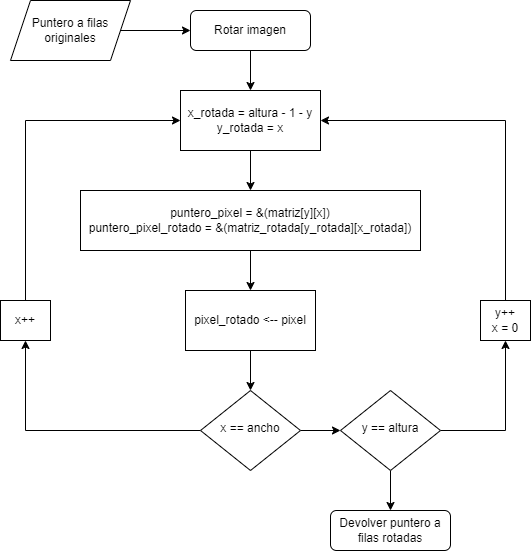 Puntero a filas
originales
Rotar imagen
x_rotada = altura - 1 - y
y_rotada = x
puntero_pixel = &(matriz[y][x])
puntero_pixel_rotado = &(matriz_rotada[y_rotada][x_rotada])
x++
pixel_rotado <-- pixel
y++
x = 0
x == ancho
y == altura
Devolver puntero a
filas rotadas